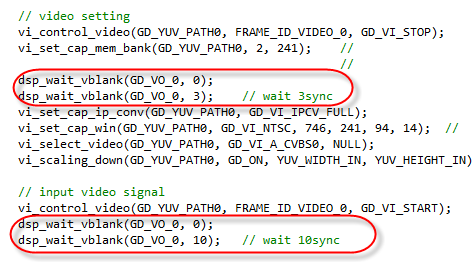 // video setting
vi_control_video(GD_YUV_PATH0, FRAME_ID_VIDEO_0, GD_VI_STOP);
vi_set_cap_mem_bank(GD_YUV_PATH0, 2, 241); //
//
dsp_wait_vblank(GD_VO_0, 0);
dsp_wait_vblank(GD_VO_0, 3); // wait 3sync
vi_set_cap_ip_conv(GD_YUV_PATH0, GD_VI_IPCV_FULL);
vi_set_cap_win(GD_YUV_PATH0, GD_VI_NTSC, 746, 241, 94, 14); //
vi_select_video(GD_YUV_PATH0, GD_VI_A_CVBS0, NULL);
vi_scaling_down(GD_YUV_PATH0, GD_ON, YUV_WIDTH_IN, YUV_HEIGHT_IN)
// input video signal
vi_control_video(GD_YUV_PATH0, FRAME_ID_VIDEO_0, GD_VI_START);
dsp_wait_vblank(GD_VO_0, 0);
dsp_wait_vblank(GD_VO_0, 10); // wait 10sync